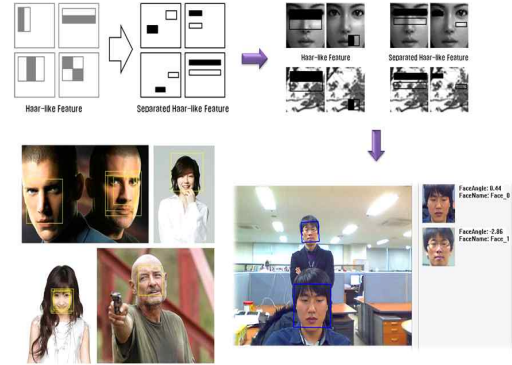 Haar-like Feature
Separated Haar-like Feature
Haar-like Feature
Separated Haar-like Feature
FaceAngle: 0.44
FaceName: Face_0
FaceAngle: -2.86
FaceName: Face_1